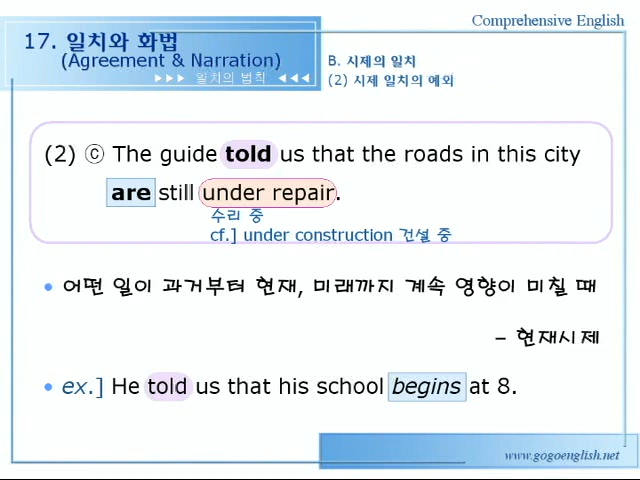 Comprehensive English
17. 일치와 화법
(Agreement & Narration)
▶▶▶ 일치의 법칙 ◀◀◀
B. 시제의 일치
(2) 시제 일치의 예외
(2) ⓒ The guide told us that the roads in this city
are still under repair.
수리 중
cf.] under construction 건설 중
• 어떤 일이 과거부터 현재, 미래까지 계속 영향이 미칠 때
– 현재시제
• ex.] He told us that his school begins at 8.
www.gogoenglish.net